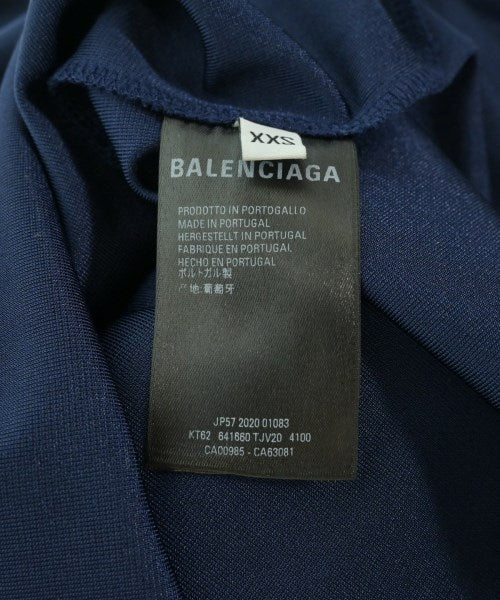 XXS
BALENCIAGA
PRODOTTO IN PORTOGALLO
MADE IN PORTUGAL
HERGESTELLT IN PORTUGAL
FABRIQUE EN PORTUGAL
HECHO EN PORTUGAL
ポルトガル製
产地:葡萄牙
JP57 2020 01083
KT62 641660 TJV20 4100
CA00985 - CA63081